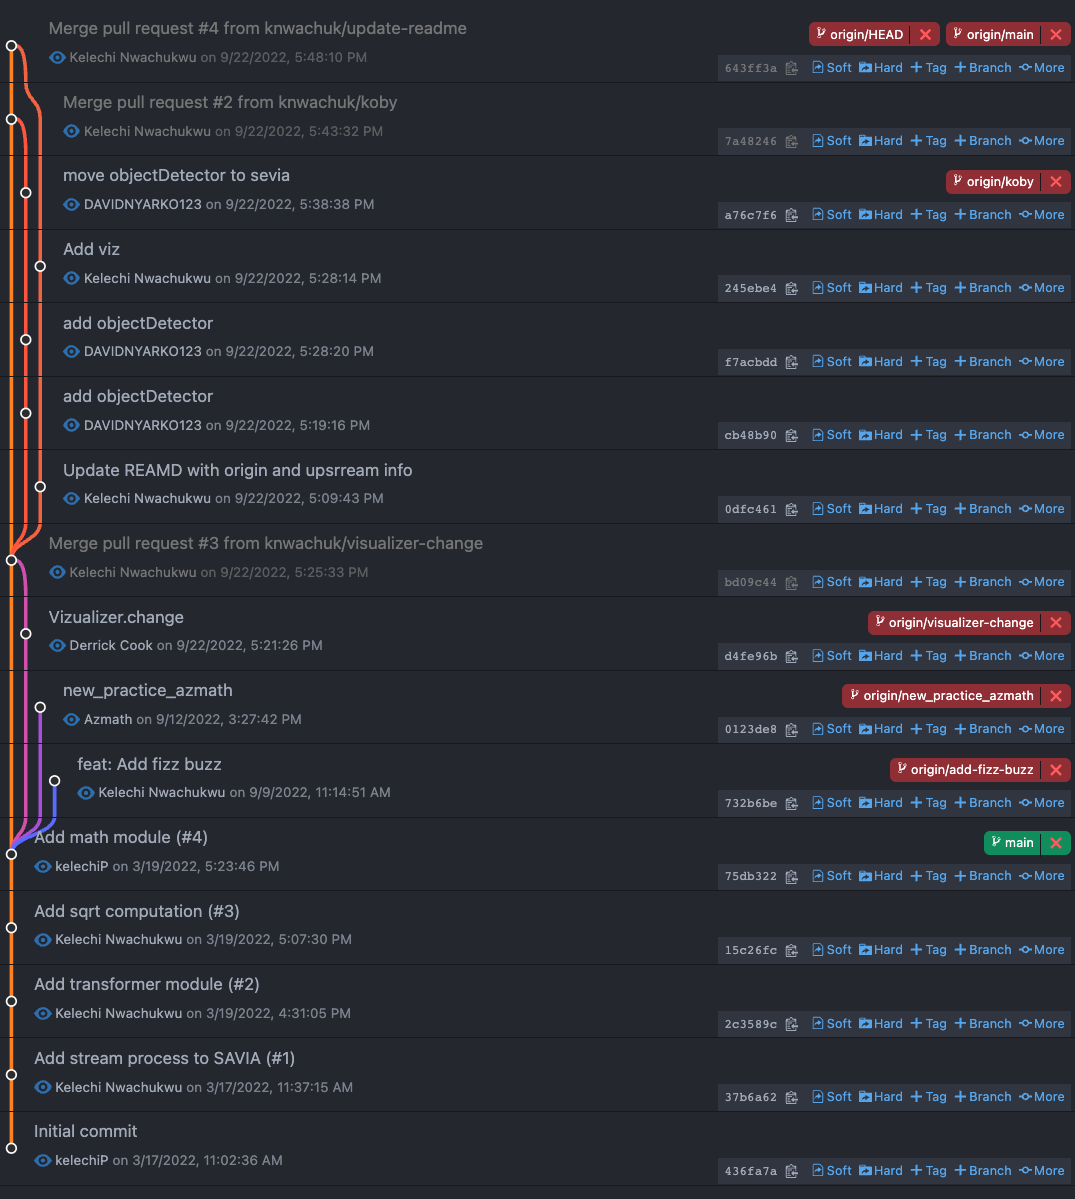 Merge pull request #4 from knwachuk/update-readme
origin/HEAD origin/main
Kelechi Nwachukwu on 9/22/2022, 5:48:10 PM
643ff3a Soft Hard Tag Branch More
Merge pull request #2 from knwachuk/koby
Kelechi Nwachukwu on 9/22/2022, 5:43:32 PM
7a48246 Soft Hard Tag Branch More
move objectDetector to sevia
origin/koby
DAVIDNYARKO123 on 9/22/2022, 5:38:38 PM
a76c7f6 Soft Hard Tag Branch More
Add viz
Kelechi Nwachukwu on 9/22/2022, 5:28:14 PM
245ebe4 Soft Hard Tag Branch More
add objectDetector
DAVIDNYARKO123 on 9/22/2022, 5:28:20 PM
f7acbdd Soft Hard Tag Branch More
add objectDetector
DAVIDNYARKO123 on 9/22/2022, 5:19:16 PM
cb48b90 Soft Hard Tag Branch More
Update REAMD with origin and upsrream info
Kelechi Nwachukwu on 9/22/2022, 5:09:43 PM
0dfc461 Soft Hard Tag Branch More
Merge pull request #3 from knwachuk/visualizer-change
Kelechi Nwachukwu on 9/22/2022, 5:25:33 PM
bd09c44 Soft Hard Tag Branch More
Vizualizer.change
origin/visualizer-change
Derrick Cook on 9/22/2022, 5:21:26 PM
d4fe96b Soft Hard Tag Branch More
new_practice_azmath
origin/new_practice_azmath
Azmath on 9/12/2022, 3:27:42 PM
0123de8 Soft Hard Tag Branch More
feat: Add fizz buzz
origin/add-fizz-buzz
Kelechi Nwachukwu on 9/9/2022, 11:14:51 AM
732b6be Soft Hard Tag Branch More
Add math module (#4)
main
kelechiP on 3/19/2022, 5:23:46 PM
75db322 Soft Hard Tag Branch More
Add sqrt computation (#3)
Kelechi Nwachukwu on 3/19/2022, 5:07:30 PM
15c26fc Soft Hard Tag Branch More
Add transformer module (#2)
Kelechi Nwachukwu on 3/19/2022, 4:31:05 PM
2c3589c Soft Hard Tag Branch More
Add stream process to SAVIA (#1)
Kelechi Nwachukwu on 3/17/2022, 11:37:15 AM
37b6a62 Soft Hard Tag Branch More
Initial commit
kelechiP on 3/17/2022, 11:02:36 AM
436fa7a Soft Hard Tag Branch More